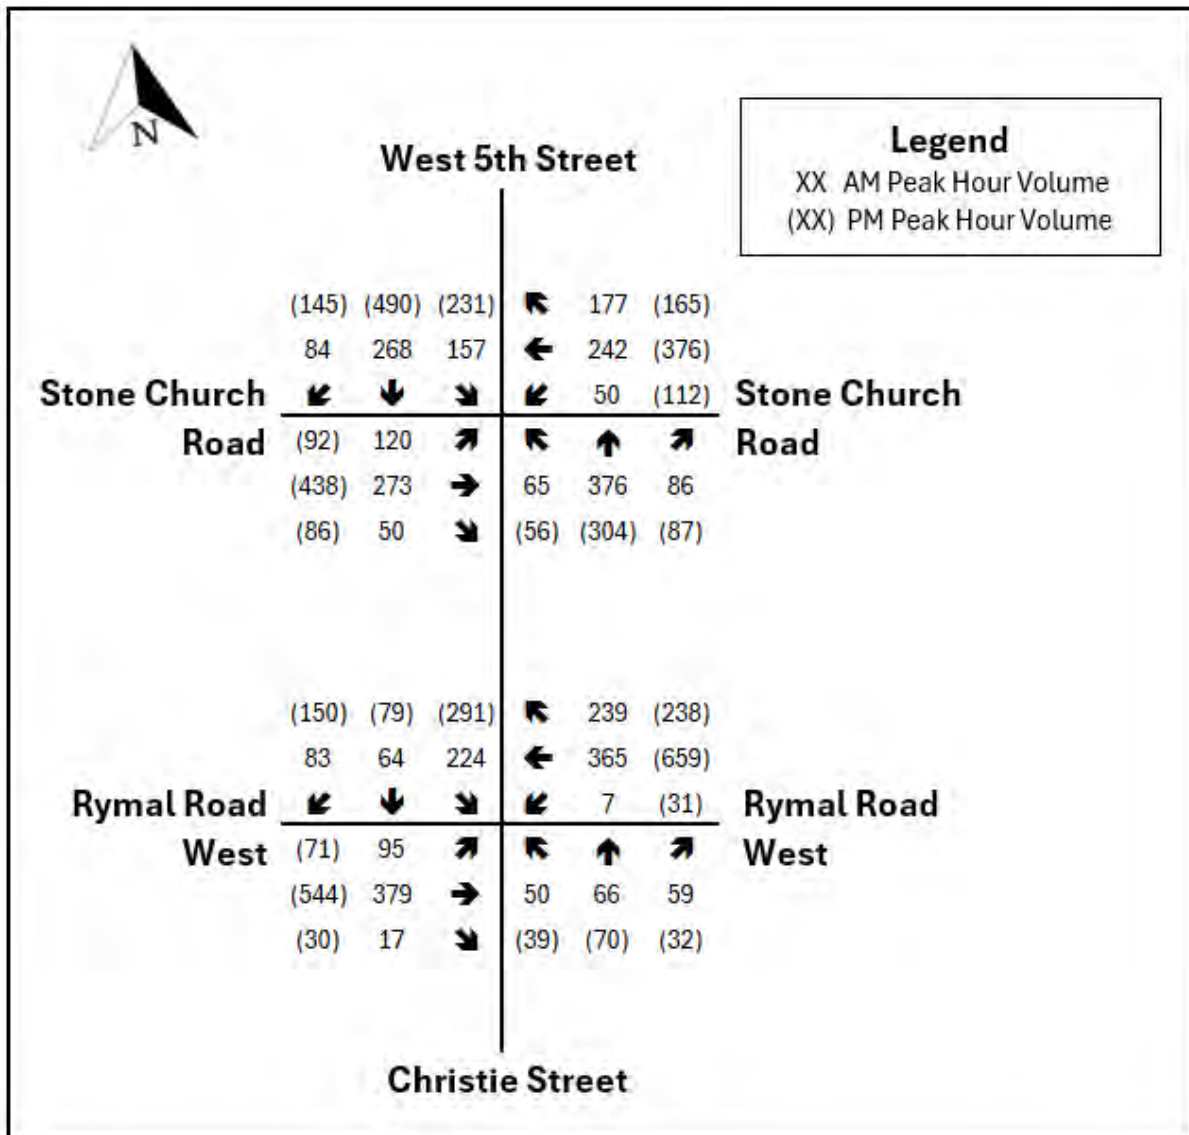 N
Legend
XX AM Peak Hour Volume
(XX) PM Peak Hour Volume
West 5th Street
(145) (490) (231) 177 (165)
84 268 157 242 (376)
Stone Church 50 (112) Stone Church
Road (92) 120 Road
(438) 273 65 376 86
(86) 50 (56) (304) (87)
(150) (79) (291) 239 (238)
83 64 224 365 (659)
Rymal Road 7 (31) Rymal Road
West (71) 95 West
(544) 379 50 66 59
(30) 17 (39) (70) (32)
Christie Street